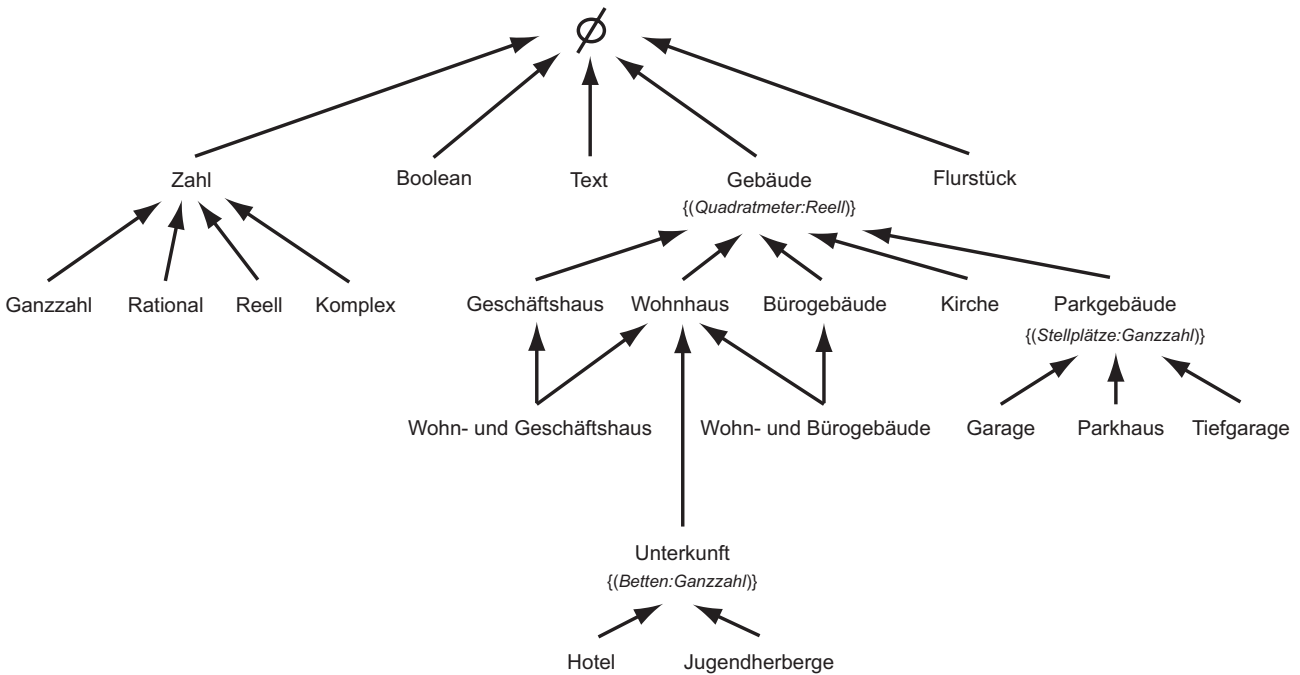 ∅
Zahl Boolean Text Gebäude Flurstück
{(Quadratmeter:Reell)}
Ganzzahl Rational Reell Komplex Geschäftshaus Wohnhaus Bürogebäude Kirche Parkgebäude
{(Stellplätze:Ganzzahl)}
Wohn- und Geschäftshaus Wohn- und Bürogebäude Garage Parkhaus Tiefgarage
Unterkunft
{(Betten:Ganzzahl)}
Hotel Jugendherberge